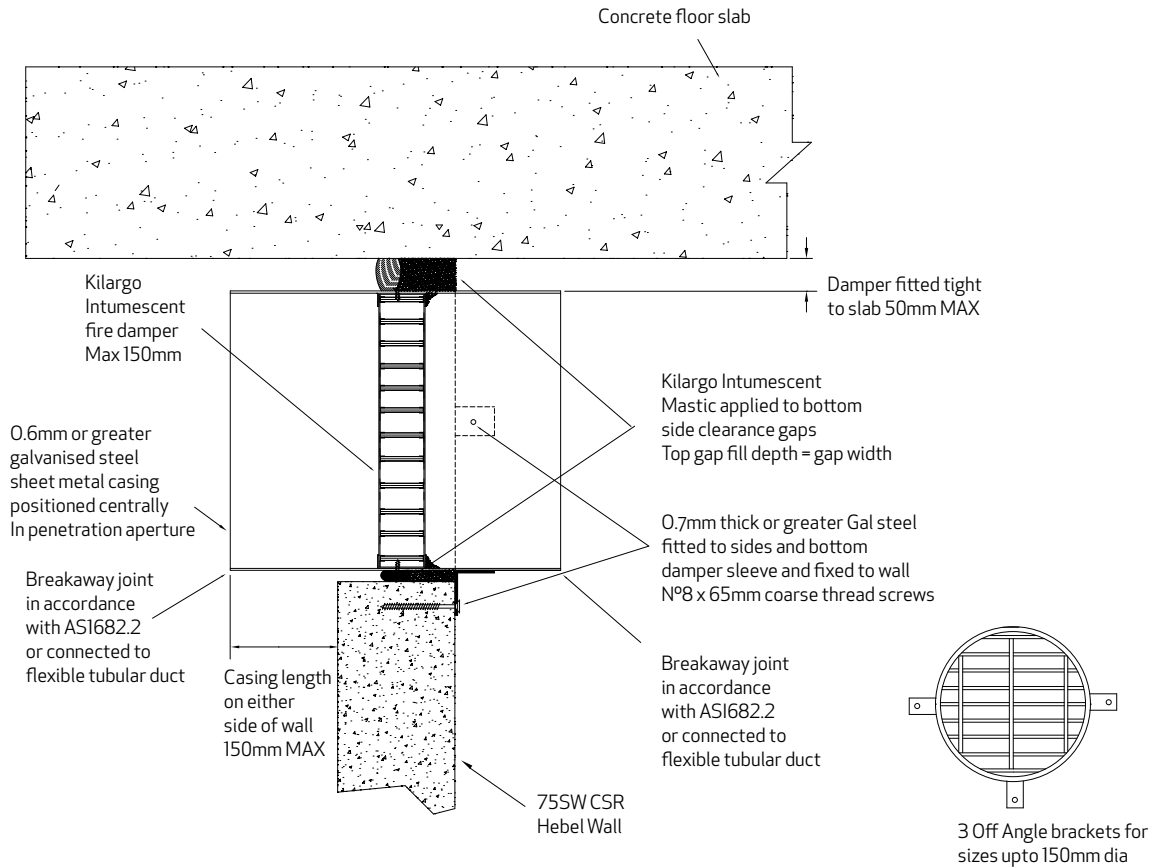 Concrete floor slab
Kilargo
Intumescent
fire damper
Max 150mm
Damper fitted tight
to slab 50mm MAX
Kilargo Intumescent
Mastic applied to bottom
side clearance gaps
Top gap fill depth = gap width
0.6mm or greater
galvanised steel
sheet metal casing
positioned centrally
In penetration aperture
0.7mm thick or greater Gal steel
fitted to sides and bottom
damper sleeve and fixed to wall
Nº8 x 65mm coarse thread screws
Breakaway joint
in accordance
with AS1682.2
or connected to
flexible tubular duct
Casing length
on either
side of wall
150mm MAX
Breakaway joint
in accordance
with AS1682.2
or connected to
flexible tubular duct
75SW CSR
Hebel Wall
3 Off Angle brackets for
sizes upto 150mm dia